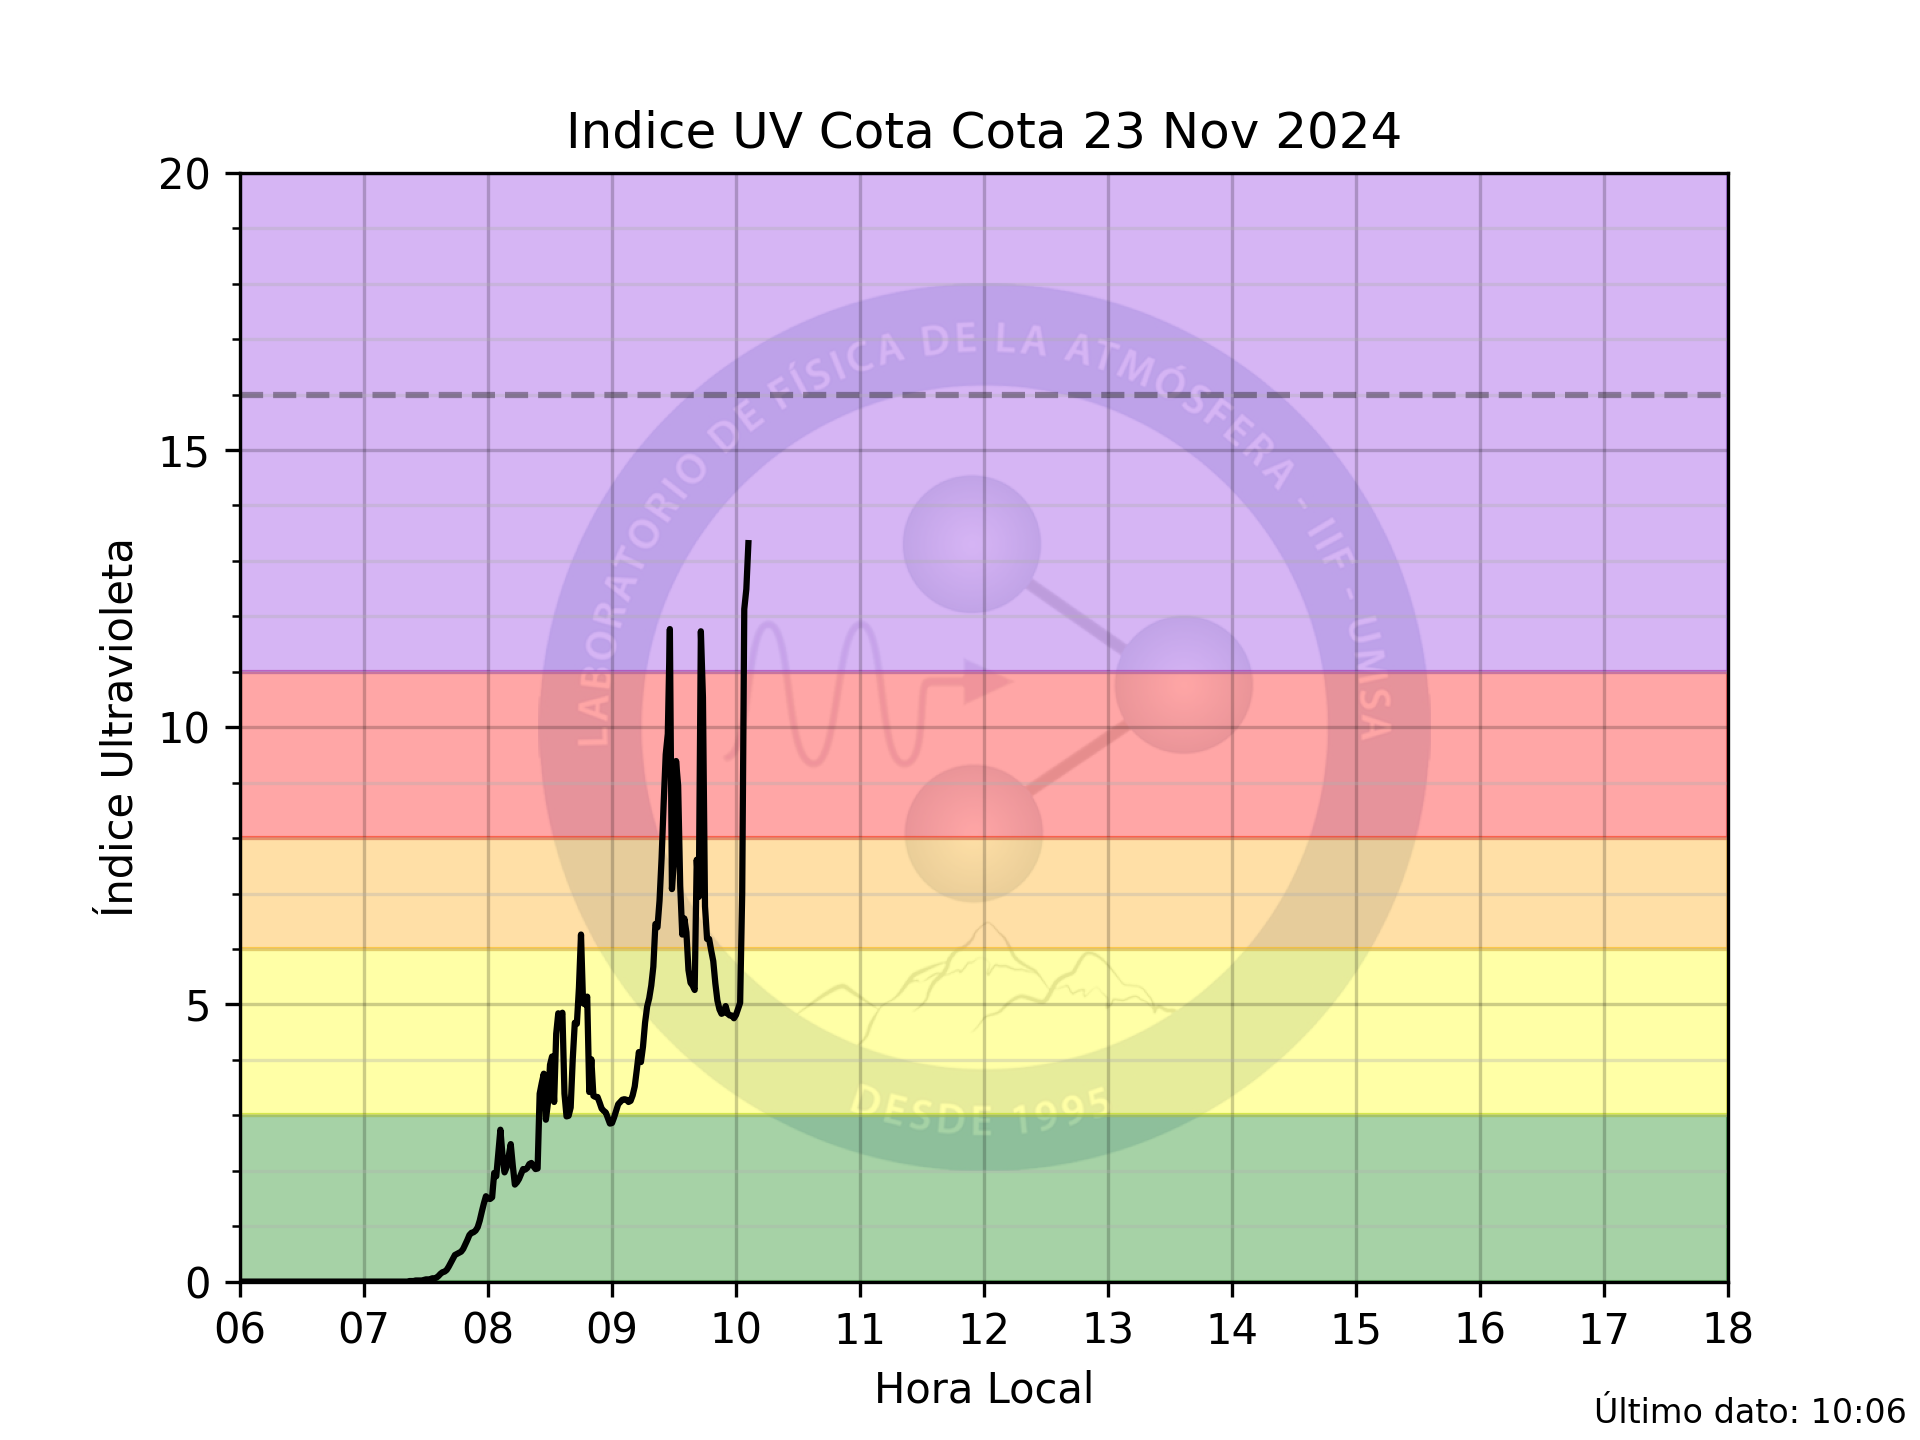 Indice UV Cota Cota 23 Nov 2024
20
15
10
5
0
Índice Ultravioleta
LABORATORIO DE FÍSICA DE LA ATMÓSFERA - IIF - UMSA
DESDE 1995
06 07 08 09 10 11 12 13 14 15 16 17 18
Hora Local
Último dato: 10:06